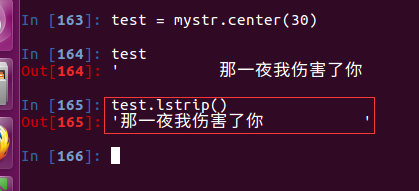 In [163]: test = mystr.center(30)
In [164]: test
Out[164]: '           那一夜我伤害了你
In [165]: test.lstrip()
Out[165]: '那一夜我伤害了你           '
In [166]: